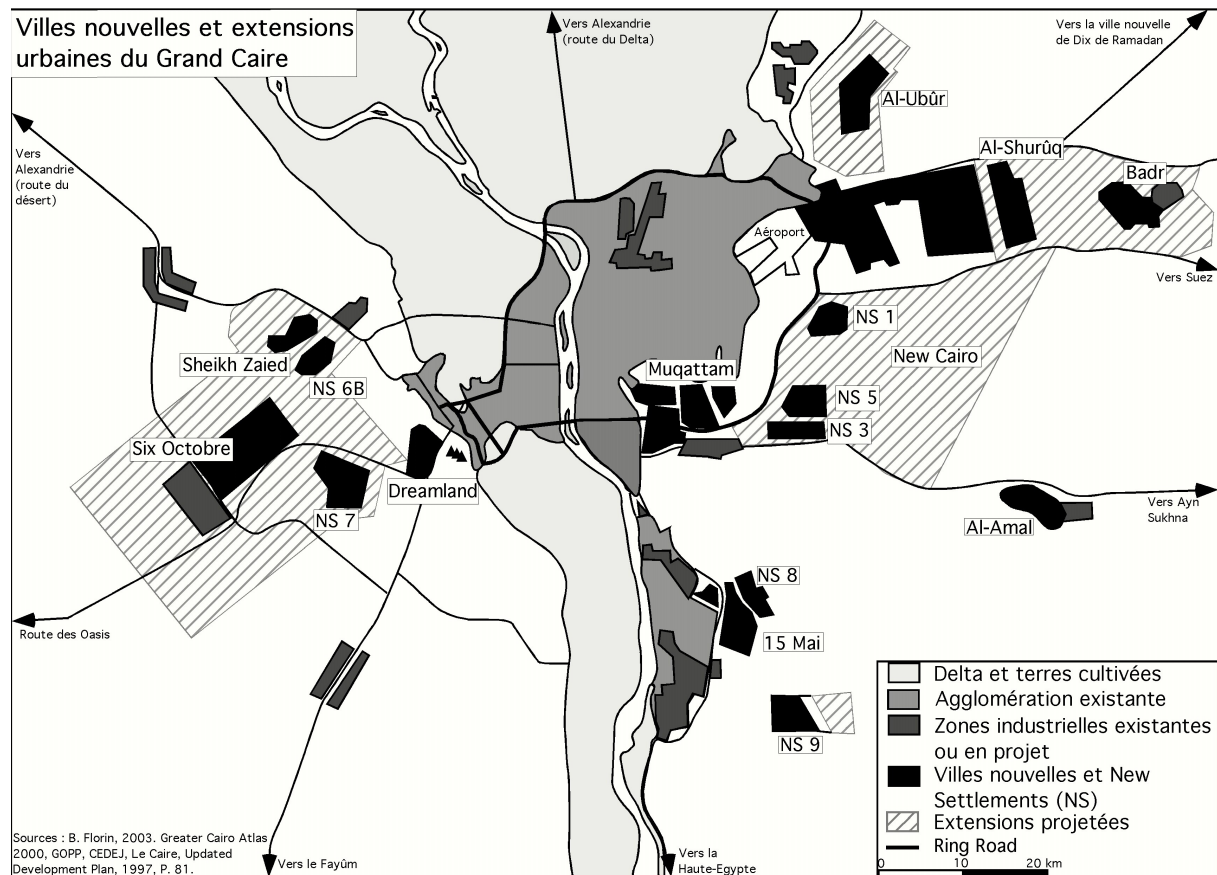 Villes nouvelles et extensions
urbaines du Grand Caire
Vers Alexandrie
(route du Delta)
Vers la ville nouvelle
de Dix de Ramadan
Vers
Alexandrie
(route du
désert)
Al-Ubûr
Al-Shurûq
Badr
Aéroport
Vers Suez
NS 1
New Cairo
Sheikh Zaied
NS 6B
Muqattam
NS 5
NS 3
Six Octobre
Dreamland
NS 7
Vers Ayn
Sukhna
Al-Amal
NS 8
15 Mai
Route des Oasis
NS 9
Delta et terres cultivées
Agglomération existante
Zones industrielles existantes
ou en projet
Villes nouvelles et New
Settlements (NS)
Extensions projetées
Ring Road
0 10 20 km
Sources : B. Florin, 2003. Greater Cairo Atlas
2000, GOPP, CEDEJ, Le Caire, Updated
Development Plan, 1997, P. 81.
Vers le Fayûm
Vers la
Haute-Egypte